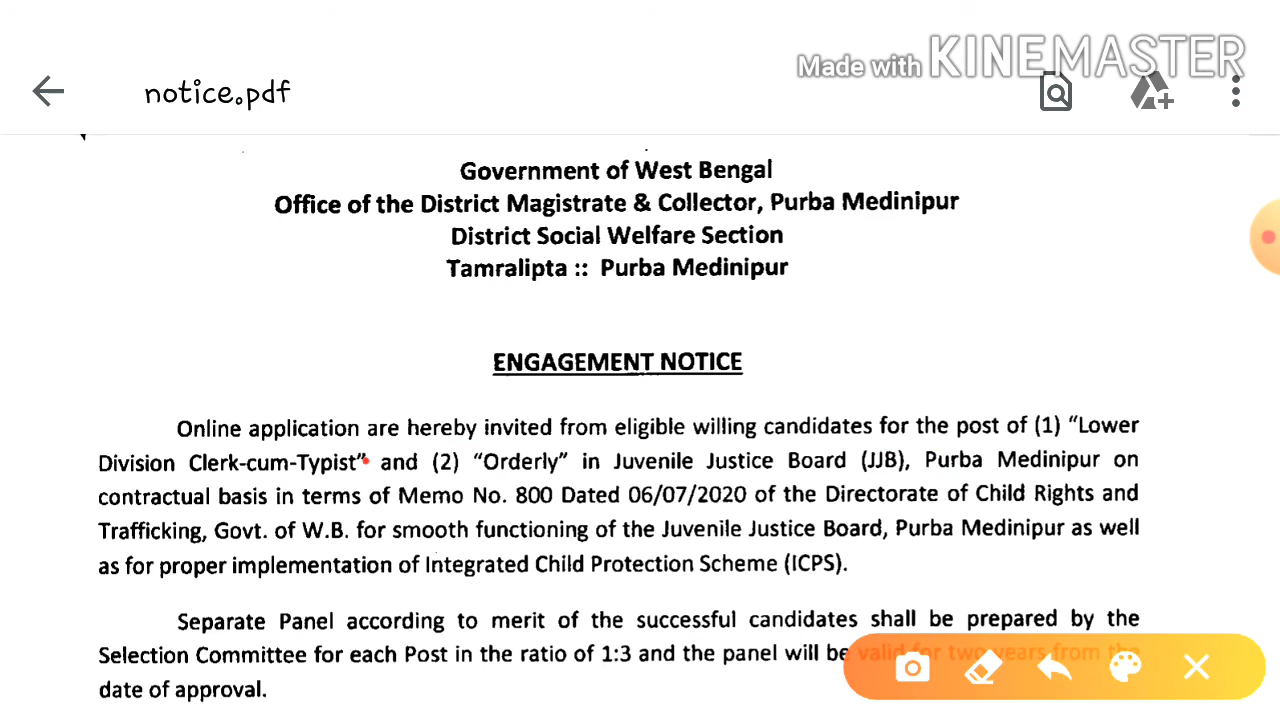 Made with KINEMASTER
notice.pdf
Government of West Bengal
Office of the District Magistrate & Collector, Purba Medinipur
District Social Welfare Section
Tamralipta :: Purba Medinipur
ENGAGEMENT NOTICE
Online application are hereby invited from eligible willing candidates for the post of (1) “Lower
Division Clerk-cum-Typist” and (2) “Orderly” in Juvenile Justice Board (JJB), Purba Medinipur on
contractual basis in terms of Memo No. 800 Dated 06/07/2020 of the Directorate of Child Rights and
Trafficking, Govt. of W.B. for smooth functioning of the Juvenile Justice Board, Purba Medinipur as well
as for proper implementation of Integrated Child Protection Scheme (ICPS).
Separate Panel according to merit of the successful candidates shall be prepared by the
Selection Committee for each Post in the ratio of 1:3 and the panel will be valid for two years from the
date of approval.